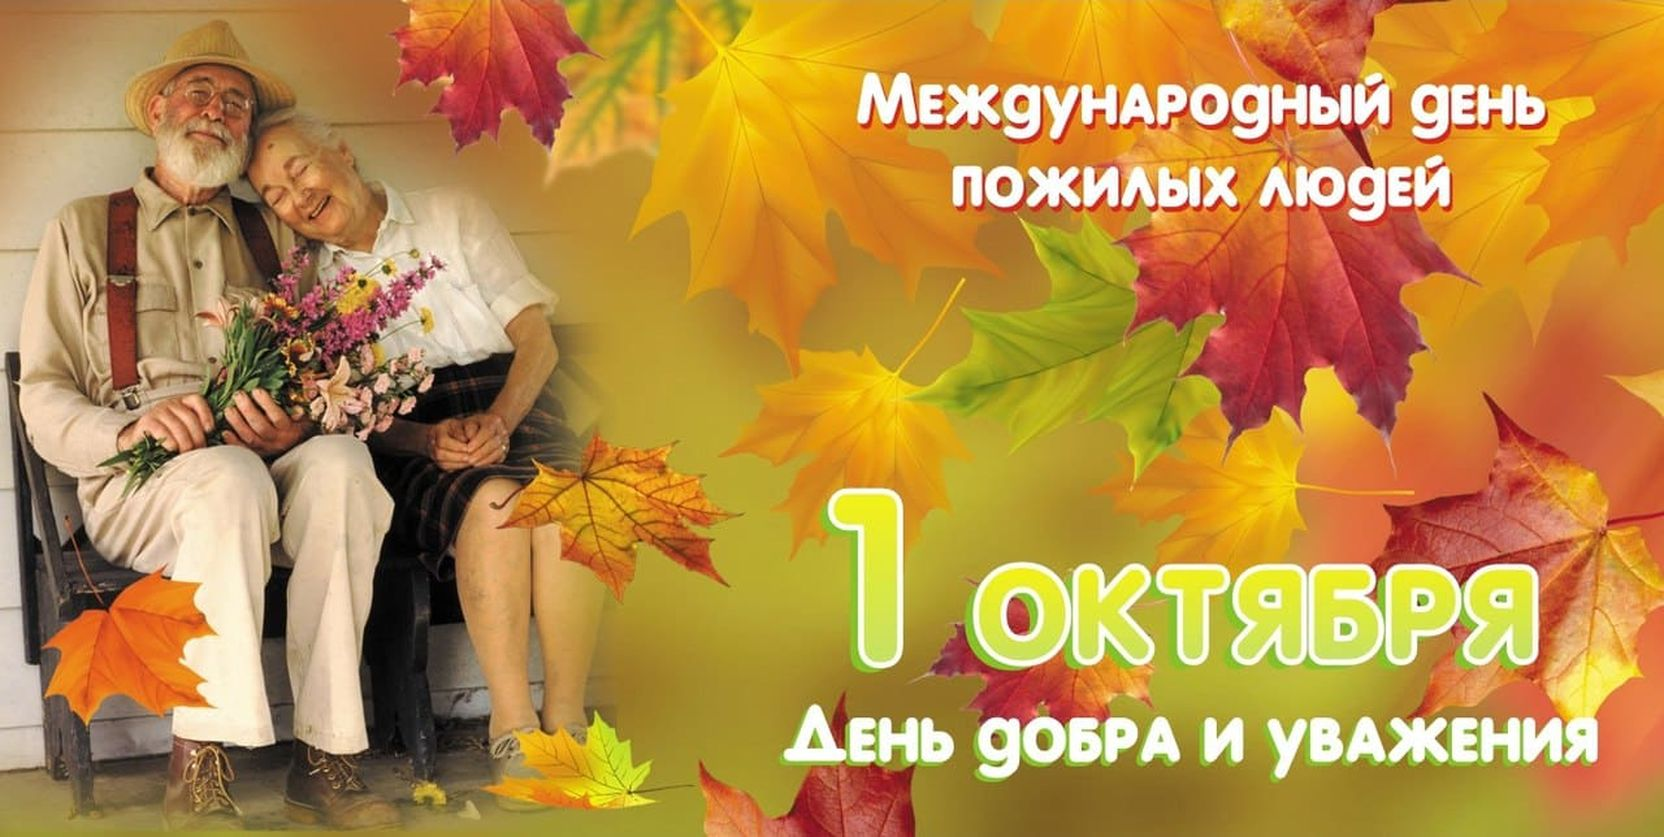 Международный день
пожилых людей
1 октября
День добра и уважения